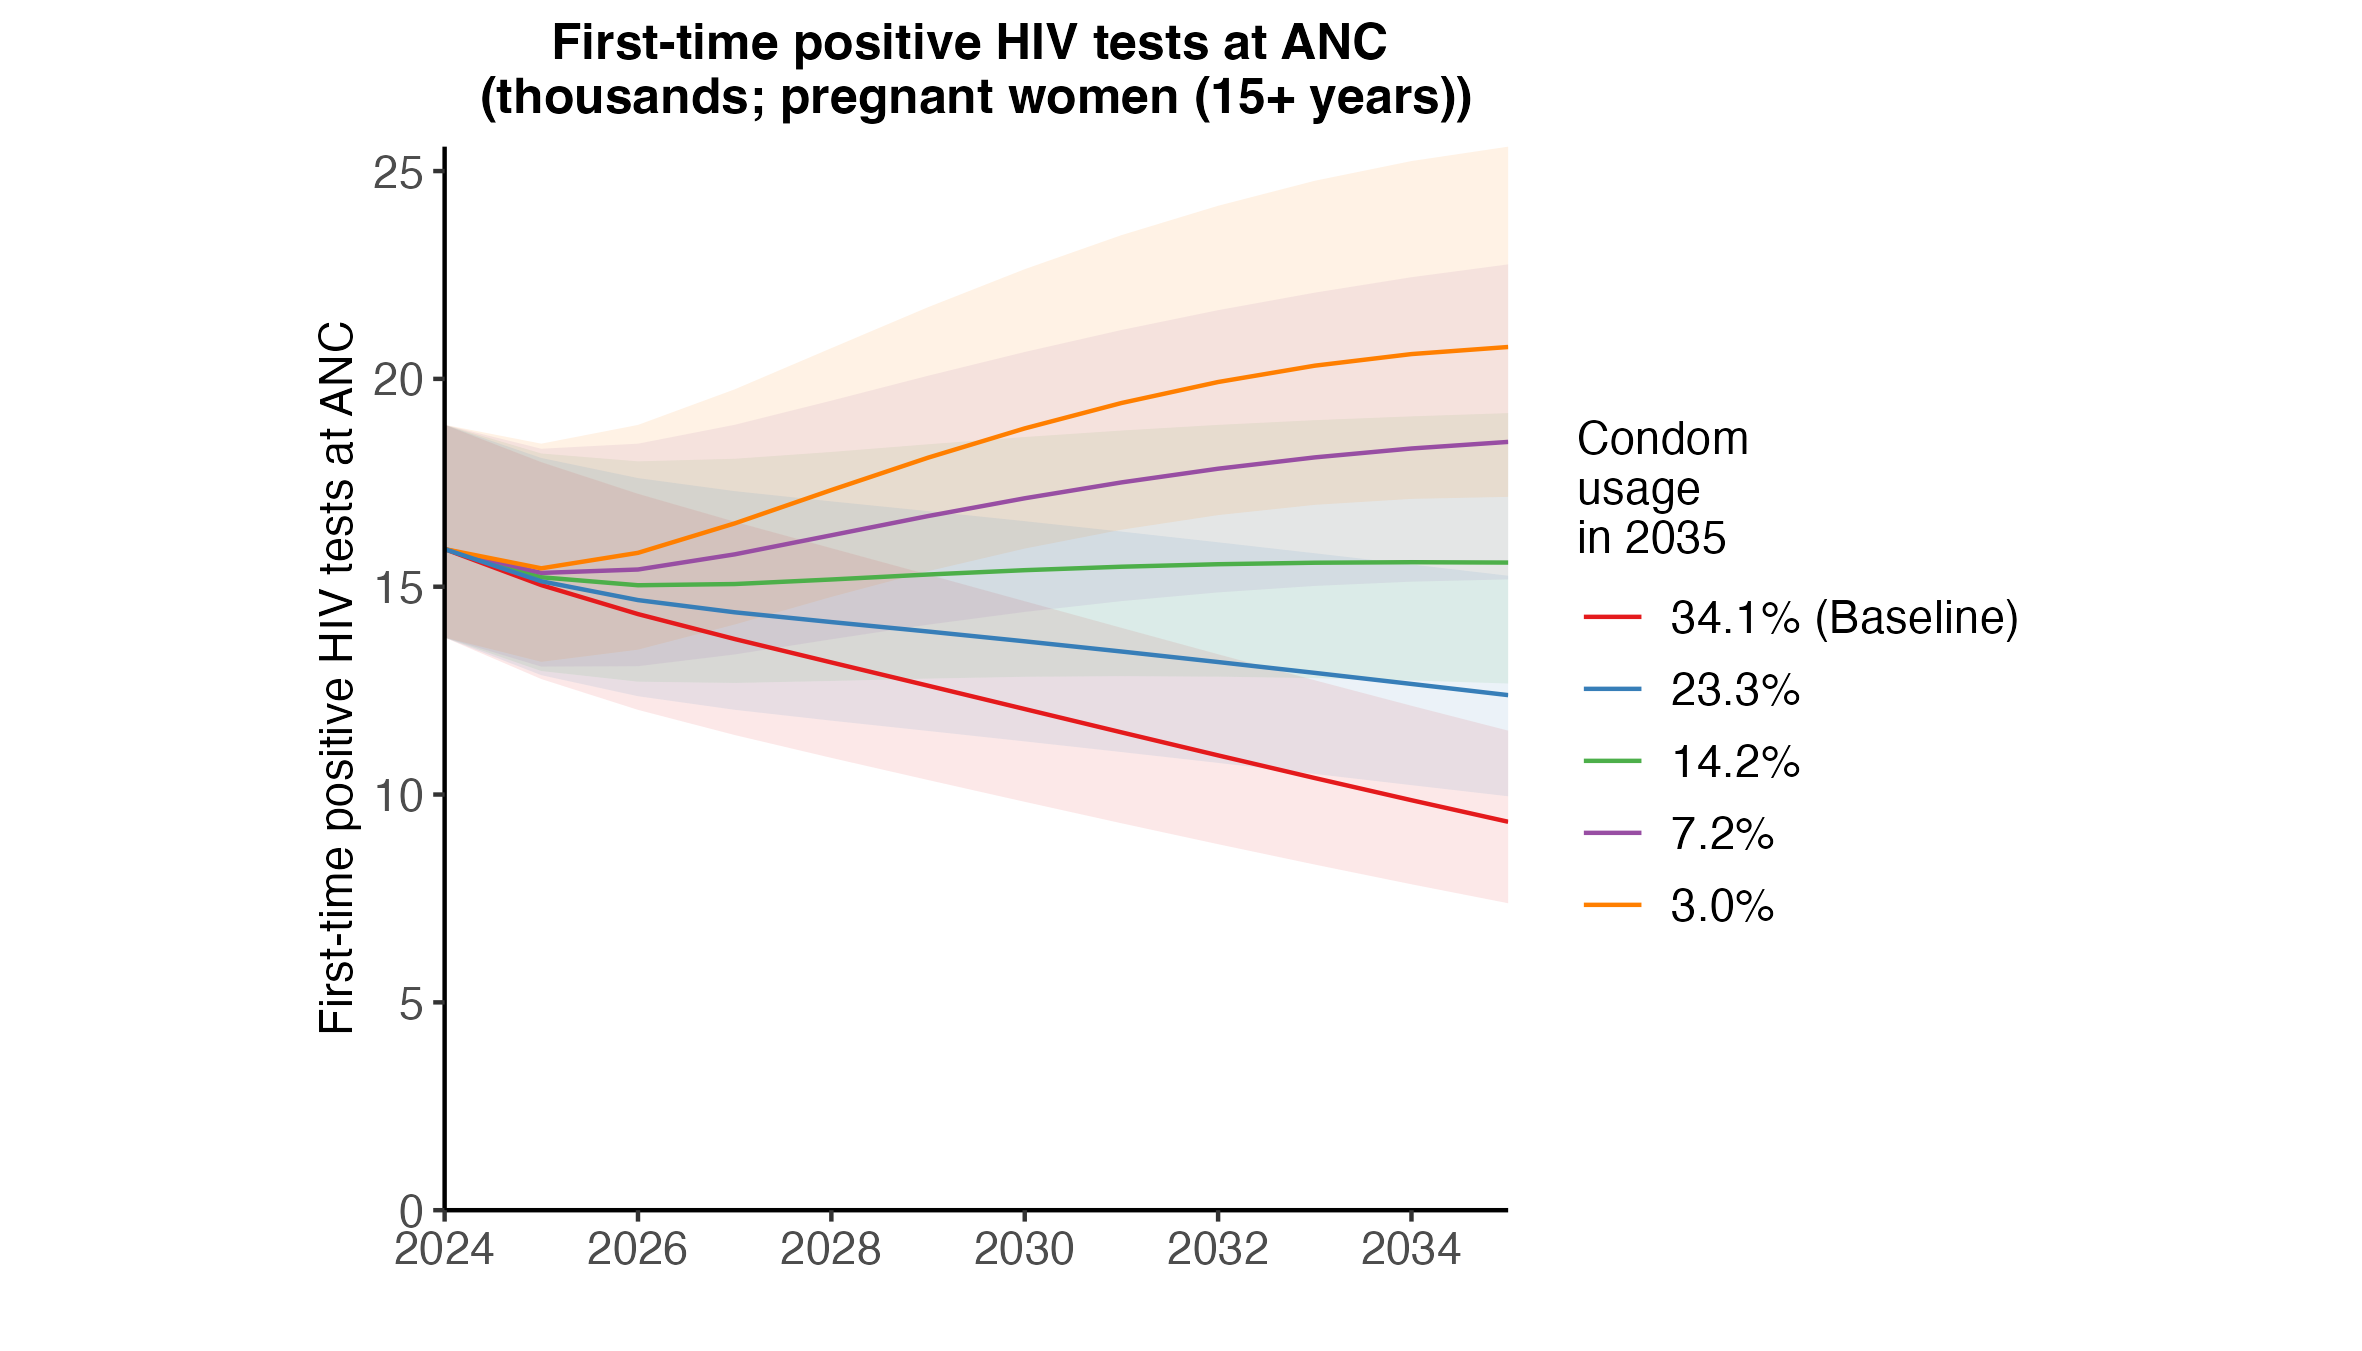 First-time positive HIV tests at ANC
(thousands; pregnant women (15+ years))
First-time positive HIV tests at ANC
25
20
15
10
5
0
2024
2026
2028
2030
2032
2034
Condom
usage
in 2035
34.1% (Baseline)
23.3%
14.2%
7.2%
3.0%